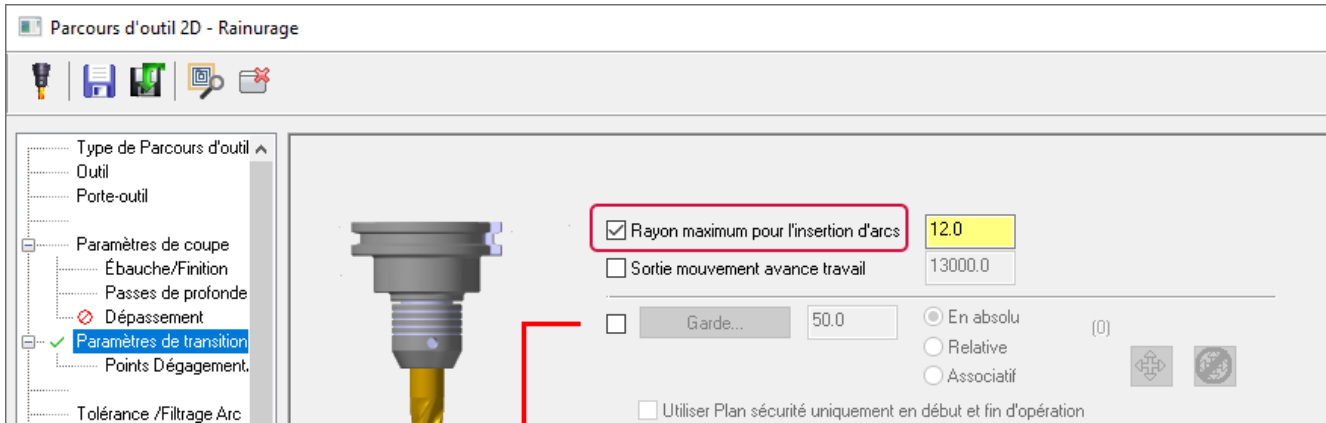 Parcours d'outil 2D - Rainurage
Type de Parcours d'outil
Outil
Porte-outil
Paramètres de coupe
Ébauche/Finition
Passes de profonde
Dépassement
Paramètres de transition
Points Dégagement.
Tolérance /Filtrage Arc
Rayon maximum pour l'insertion d'arcs 12.0
Sortie mouvement avance travail 13000.0
Garde... 50.0 En absolu (0)
Relative
Associatif
Utiliser Plan sécurité uniquement en début et fin d'opération